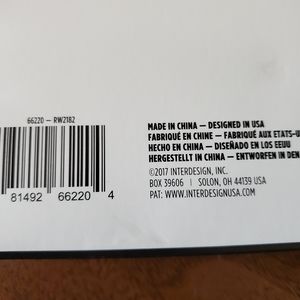 66220 – RW2182
81492 66220 4
MADE IN CHINA — DESIGNED IN USA
FABRIQUÉ EN CHINE – FABRIQUÉ AUX ETATS-U
HECHO EN CHINA – DISEÑADO EN LOS EEUU
HERGESTELLT IN CHINA – ENTWORFEN IN DEN
©2017 INTERDESIGN, INC.
BOX 39606 | SOLON, OH 44139 USA
PAT: WWW.INTERDESIGNUSA.COM